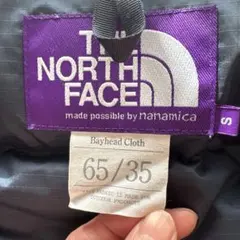 THE
NORTH
FACE
made possible by nanamica
S
Bayhead Cloth
65/35